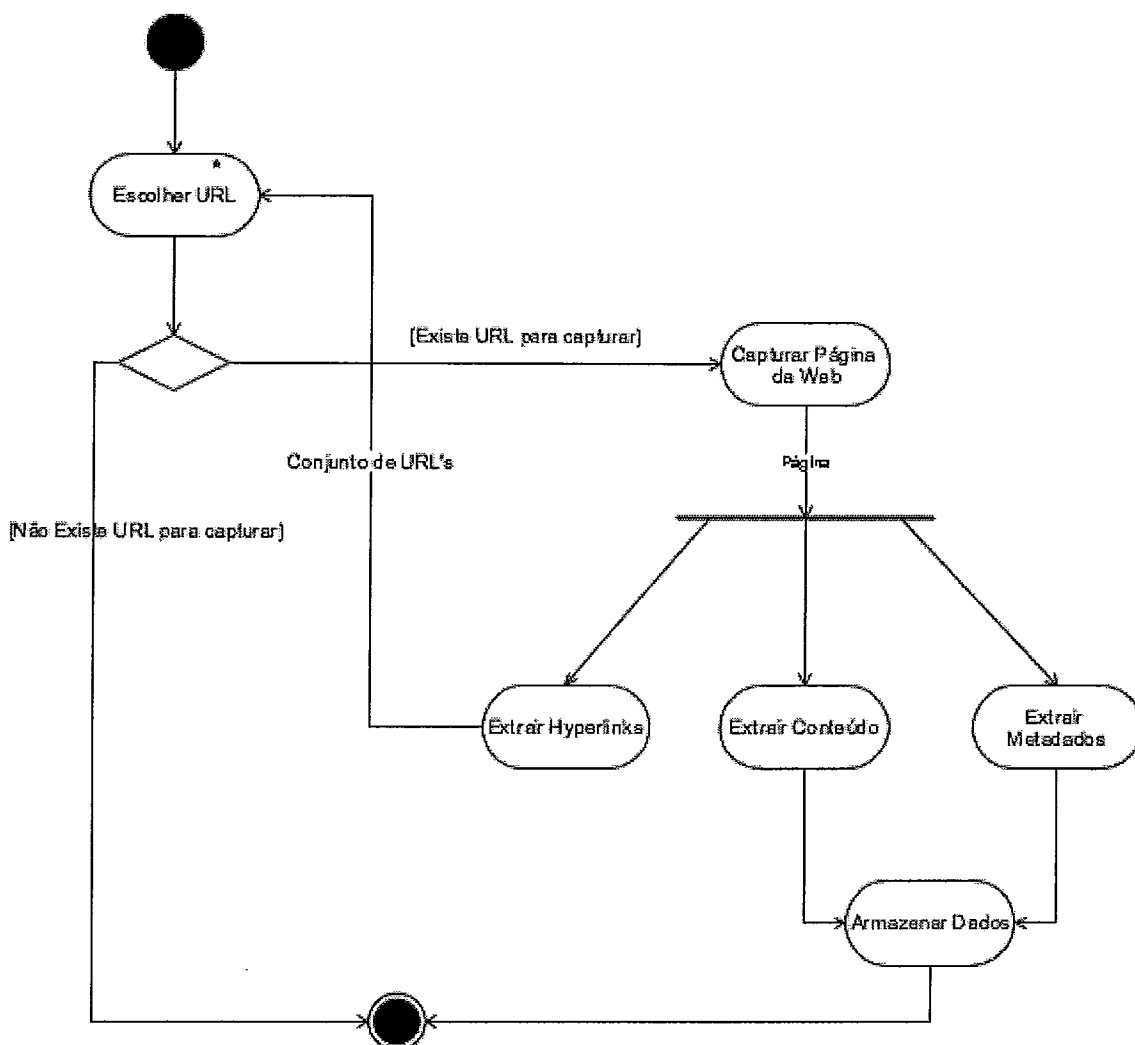 *
Escolher URL
[Existe URL para capturar]
Capturar Página
da Web
Conjunto de URL's
Página
[Não Existe URL para capturar]
Extrair Hyperlinks
Extrair Conteúdo
Extrair
Metadados
Armazenar Dados